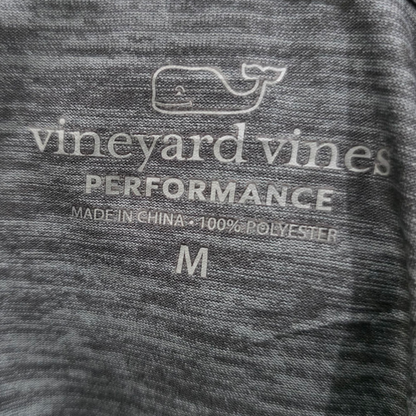 vineyard vines
PERFORMANCE
MADE IN CHINA • 100% POLYESTER
M